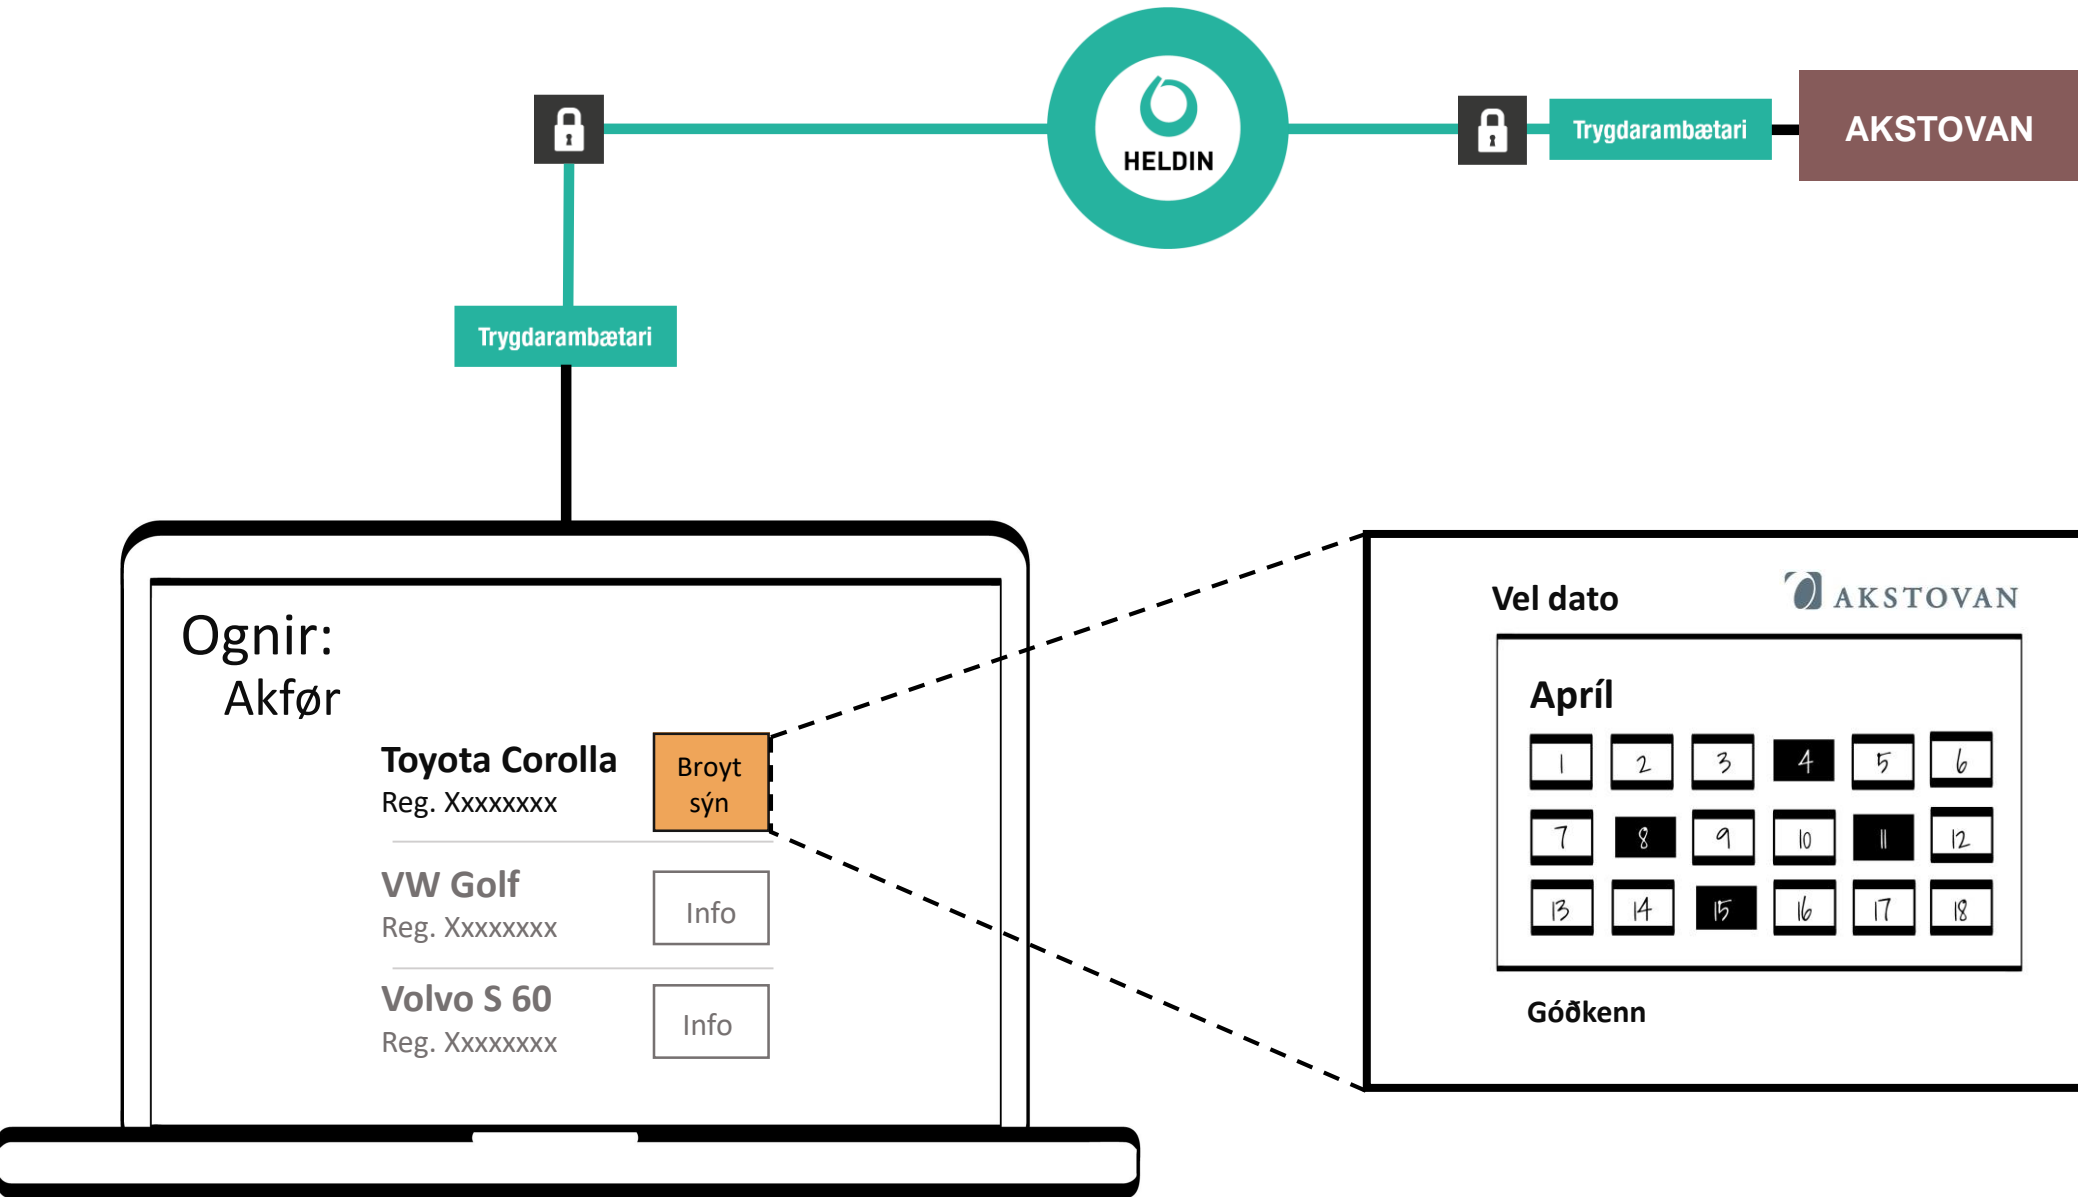 HELDIN
Trygdarambætari
AKSTOVAN
Trygdarambætari
Ognir:
Akfør
Toyota Corolla
Reg. Xxxxxxxx
Broyt
sýn
VW Golf
Reg. Xxxxxxxx
Info
Volvo S 60
Reg. Xxxxxxxx
Info
Vel dato
AKSTOVAN
Apríl
1 2 3 4 5 6
7 8 9 10 11 12
13 14 15 16 17 18
Góðkenn